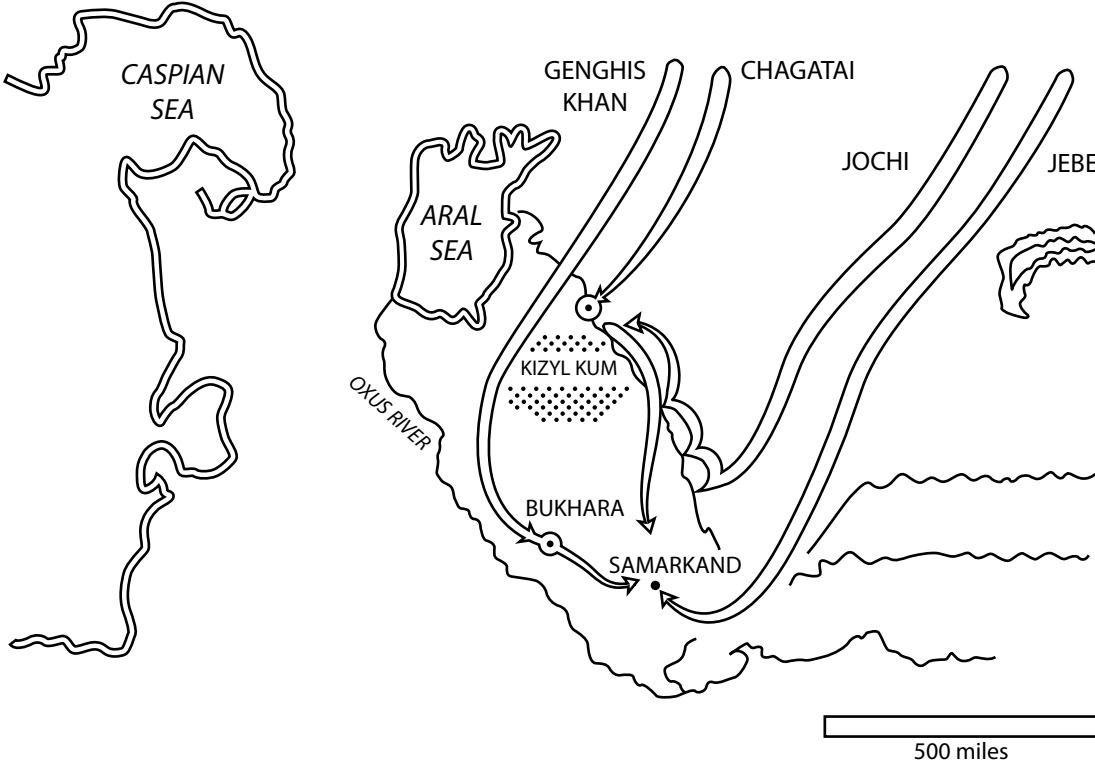 CASPIAN
SEA
GENGHIS
KHAN
CHAGATAI
JOCHI
JEBE
ARAL
SEA
KIZYL KUM
OXUS RIVER
BUKHARA
SAMARKAND
500 miles